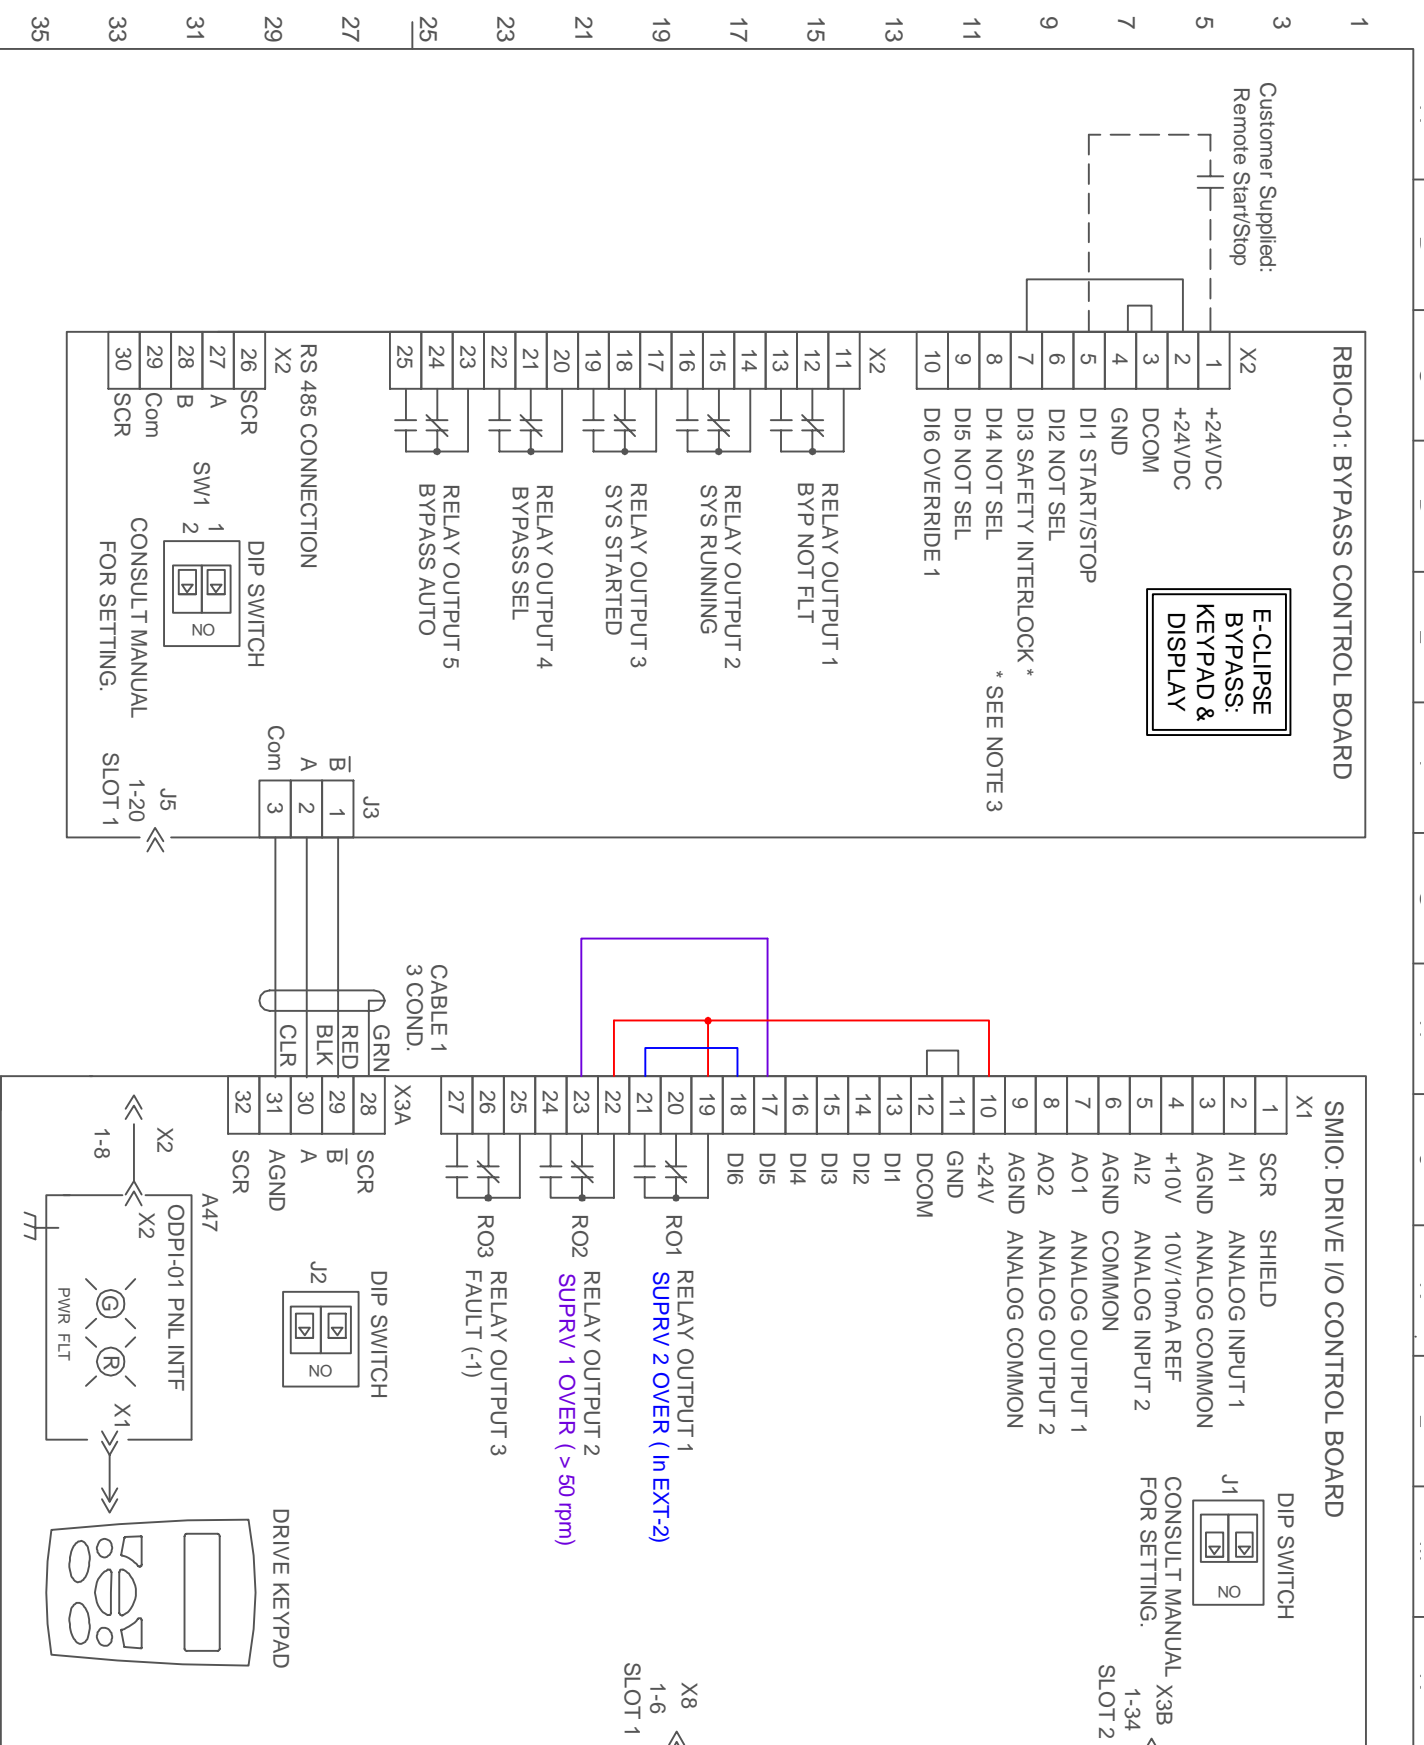 1
3
5
7
9
11
13
15
17
19
21
23
25
27
29
31
33
35
Customer Supplied:
Remote Start/Stop
RBIO-01: BYPASS CONTROL BOARD
E-CLIPSE
BYPASS:
KEYPAD &
DISPLAY
X2
1 +24VDC
2 +24VDC
3 DCOM
4 GND
5 DI1 START/STOP
6 DI2 NOT SEL
7 DI3 SAFETY INTERLOCK *
8 DI4 NOT SEL
* SEE NOTE 3
9 DI5 NOT SEL
10 DI6 OVERRIDE 1
X2
11
12
13
RELAY OUTPUT 1
BYP NOT FLT
14
15
16
RELAY OUTPUT 2
SYS RUNNING
17
18
19
RELAY OUTPUT 3
SYS STARTED
20
21
22
RELAY OUTPUT 4
BYPASS SEL
23
24
25
RELAY OUTPUT 5
BYPASS AUTO
RS 485 CONNECTION
X2
26 SCR
27 A
28 B
29 Com
30 SCR
DIP SWITCH
SW1
1
2
NO
CONSULT MANUAL
FOR SETTING.
J3
B 1
A 2
Com 3
J5
1-20
SLOT 1
CABLE 1
3 COND.
GRN
RED
BLK
CLR
SMIO: DRIVE I/O CONTROL BOARD
X1
1 SCR SHIELD
2 AI1 ANALOG INPUT 1
3 AGND ANALOG COMMON
4 +10V 10V/10mA REF
5 AI2 ANALOG INPUT 2
6 AGND COMMON
7 AO1 ANALOG OUTPUT 1
8 AO2 ANALOG OUTPUT 2
9 AGND ANALOG COMMON
10 +24V
11 GND
12 DCOM
13 DI1
14 DI2
15 DI3
16 DI4
17 DI5
18 DI6
19
20
21
RO1 RELAY OUTPUT 1
SUPRV 2 OVER ( In EXT-2)
22
23
24
RO2 RELAY OUTPUT 2
SUPRV 1 OVER ( > 50 rpm)
25
26
27
RO3 RELAY OUTPUT 3
FAULT (-1)
DIP SWITCH
J1
NO
CONSULT MANUAL
FOR SETTING.
X3B
1-34
SLOT 2
X8
1-6
SLOT 1
X3A
28 SCR
29 B
30 A
31 AGND
32 SCR
DIP SWITCH
J2
NO
X2
1-8
A47
X2
ODPI-01 PNL INTF
G
R
PWR FLT
X1
DRIVE KEYPAD